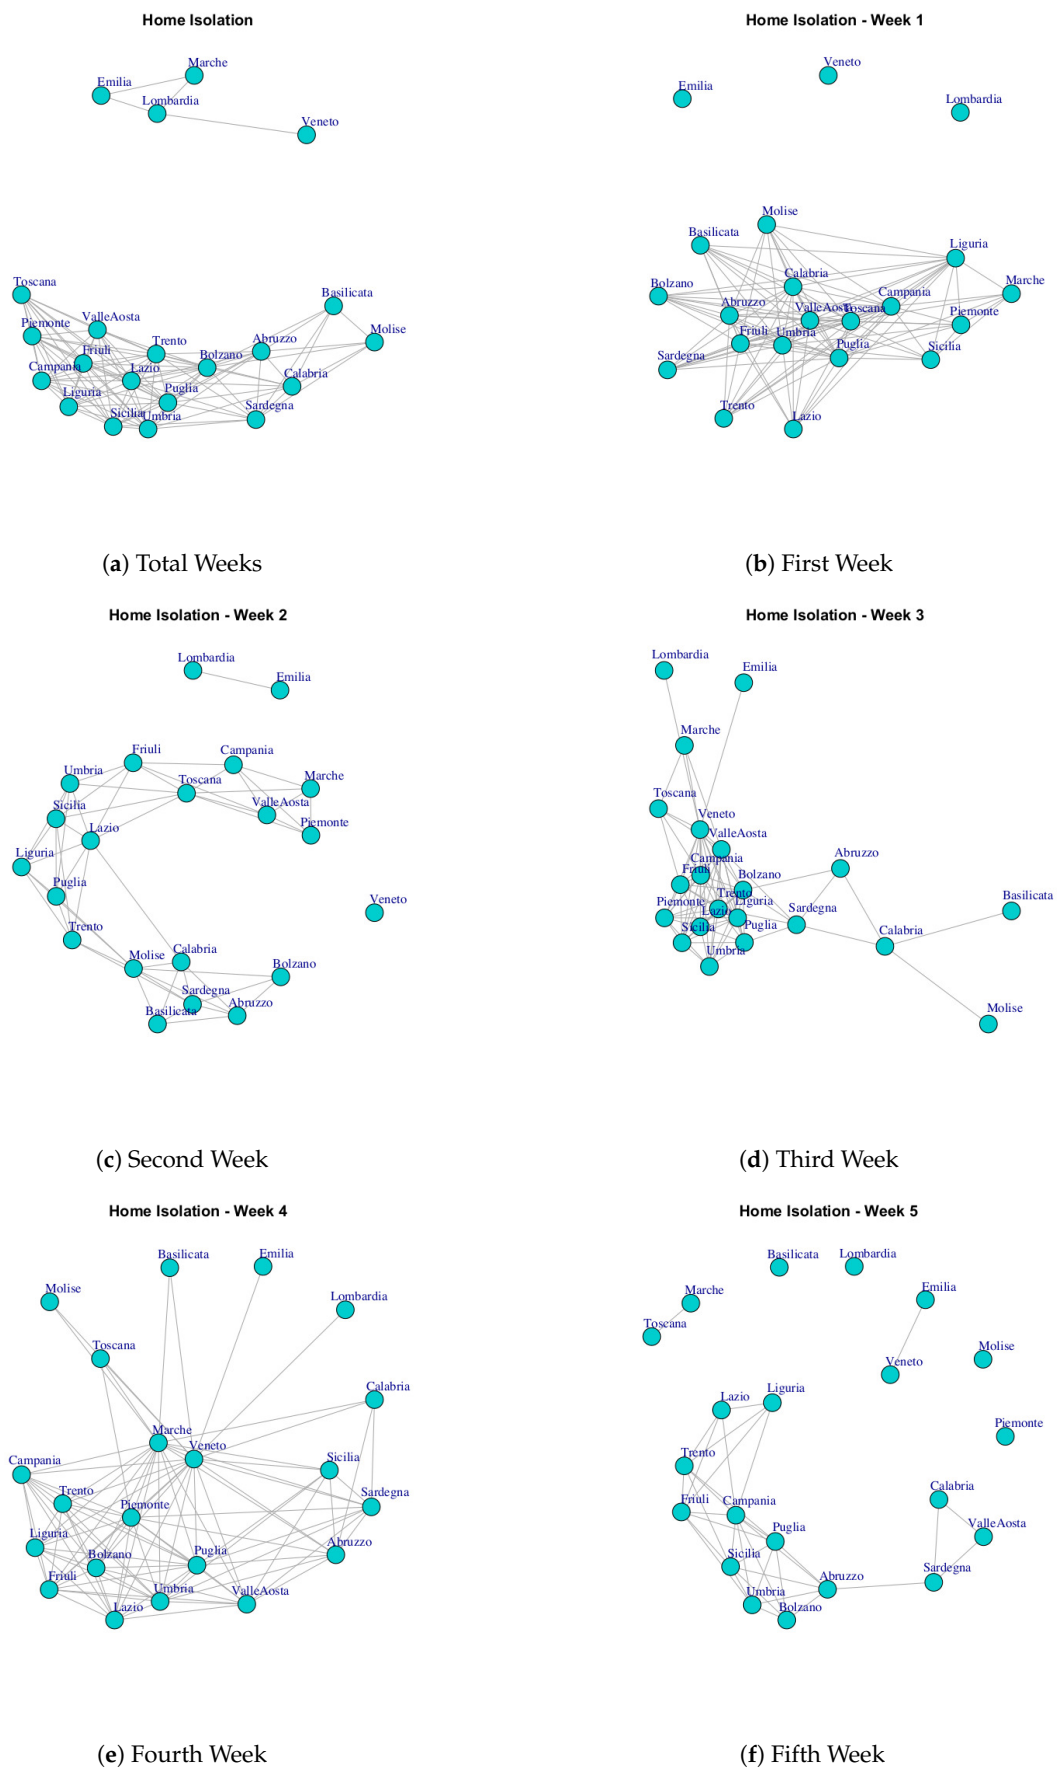 Home Isolation
Marche
Emilia
Lombardia
Veneto
Toscana
Basilicata
Piemonte
ValleAosta
Molise
Trento
Abruzzo
Friuli
Bolzano
Campania
Lazio
Calabria
Liguria
Puglia
Sicilia
Umbria
Sardegna
(a) Total Weeks
Home Isolation - Week 1
Veneto
Emilia
Lombardia
Molise
Basilicata
Liguria
Bolzano
Calabria
Marche
Abruzzo
ValleAosta
Toscana
Campania
Piemonte
Friuli
Umbria
Puglia
Sicilia
Sardegna
Trento
Lazio
(b) First Week
Home Isolation - Week 2
Lombardia
Emilia
Friuli
Campania
Umbria
Toscana
Marche
Sicilia
ValleAosta
Lazio
Piemonte
Liguria
Puglia
Veneto
Trento
Molise
Calabria
Bolzano
Sardegna
Basilicata
Abruzzo
(c) Second Week
Home Isolation - Week 3
Lombardia
Emilia
Marche
Toscana
Veneto
ValleAosta
Campania
Abruzzo
Friuli
Bolzano
Trento
Basilicata
Piemonte
Liguria
Lazio
Sardegna
Sicilia
Puglia
Calabria
Umbria
Molise
(d) Third Week
Home Isolation - Week 4
Basilicata
Emilia
Molise
Lombardia
Toscana
Calabria
Marche
Veneto
Campania
Sicilia
Trento
Piemonte
Sardegna
Liguria
Bolzano
Puglia
Abruzzo
Friuli
Umbria
ValleAosta
Lazio
(e) Fourth Week
Home Isolation - Week 5
Basilicata
Lombardia
Marche
Emilia
Toscana
Molise
Veneto
Lazio
Liguria
Piemonte
Trento
Calabria
Friuli
Campania
ValleAosta
Puglia
Sicilia
Abruzzo
Sardegna
Umbria
Bolzano
(f) Fifth Week